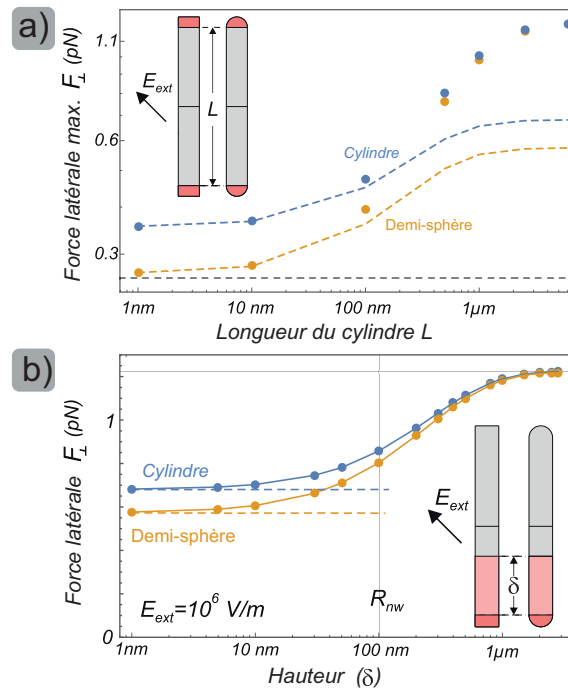 a)
Force latérale max. F⊥ (pN)
1.1
0.6
0.3
E_ext
L
Cylindre
Demi-sphère
1nm
10 nm
100 nm
1µm
Longueur du cylindre L
b)
Force latérale F⊥ (pN)
1
0
Cylindre
Demi-sphère
E_ext
δ
E_ext=10^6 V/m
R_nw
1nm
10 nm
100 nm
1µm
Hauteur (δ)